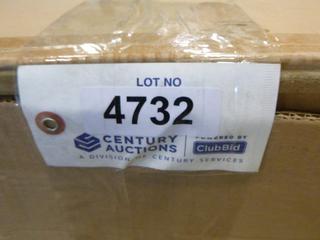 LOT NO
4732
CENTURY AUCTIONS
POWERED BY
ClubBid
A DIVISION OF CENTURY SERVICES